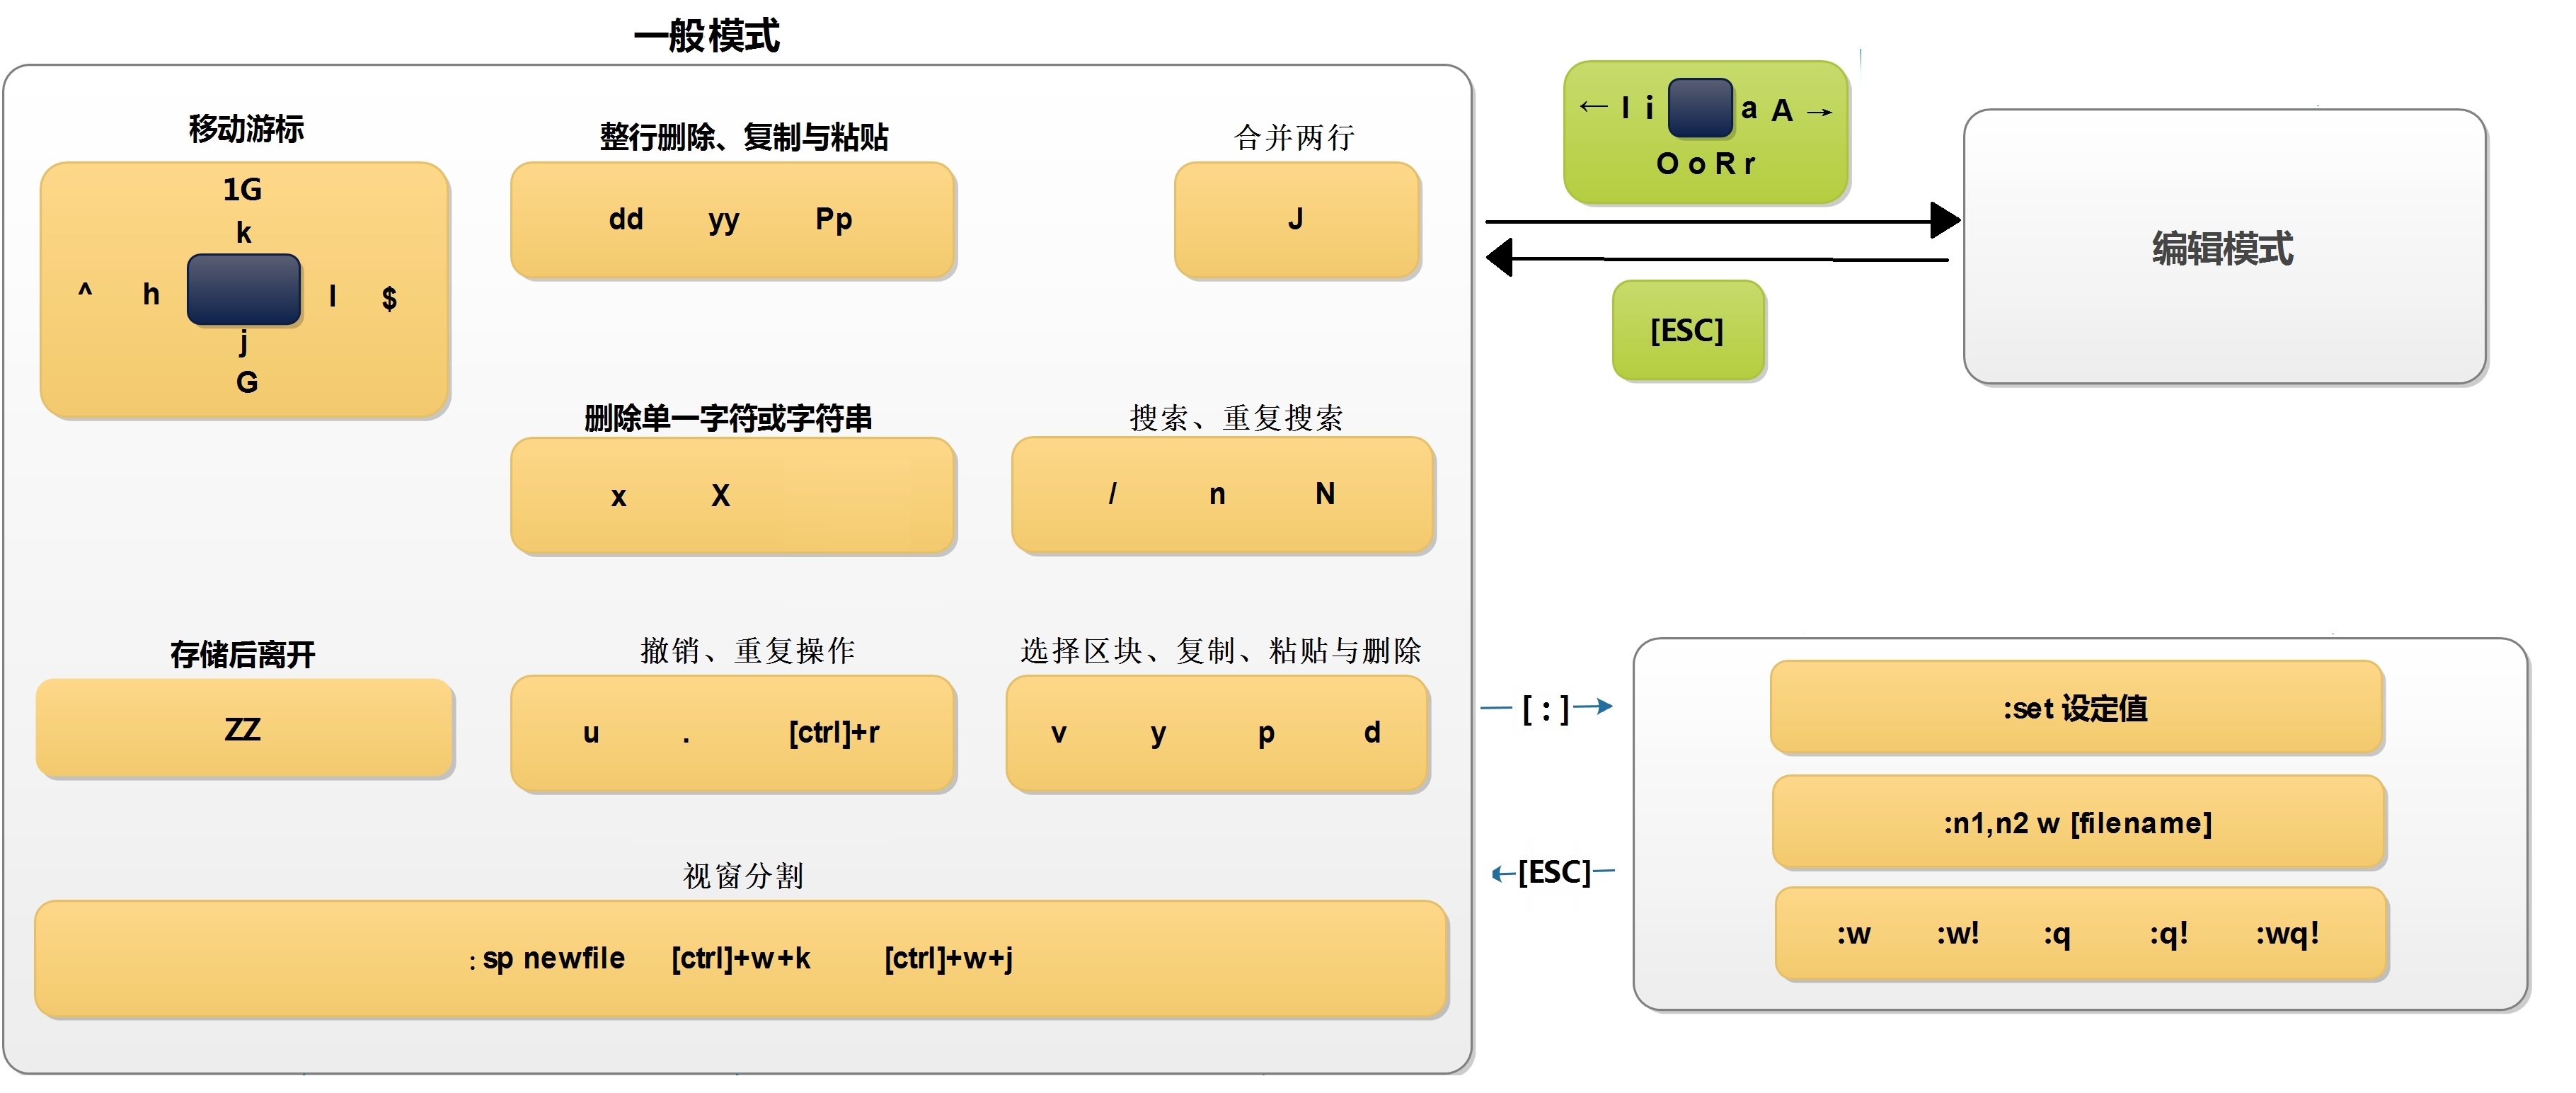 一般模式
移动游标
1G
k
^ h l $
j
G
整行删除、复制与粘贴
dd yy Pp
合并两行
J
删除单一字符或字符串
x X
搜索、重复搜索
/ n N
存储后离开
ZZ
撤销、重复操作
u . [ctrl]+r
选择区块、复制、粘贴与删除
v y p d
视窗分割
: sp newfile [ctrl]+w+k [ctrl]+w+j
← I i a A →
O o R r
[ESC]
编辑模式
[ : ]
[ESC]
:set 设定值
:n1,n2 w [filename]
:w :w! :q :q! :wq!